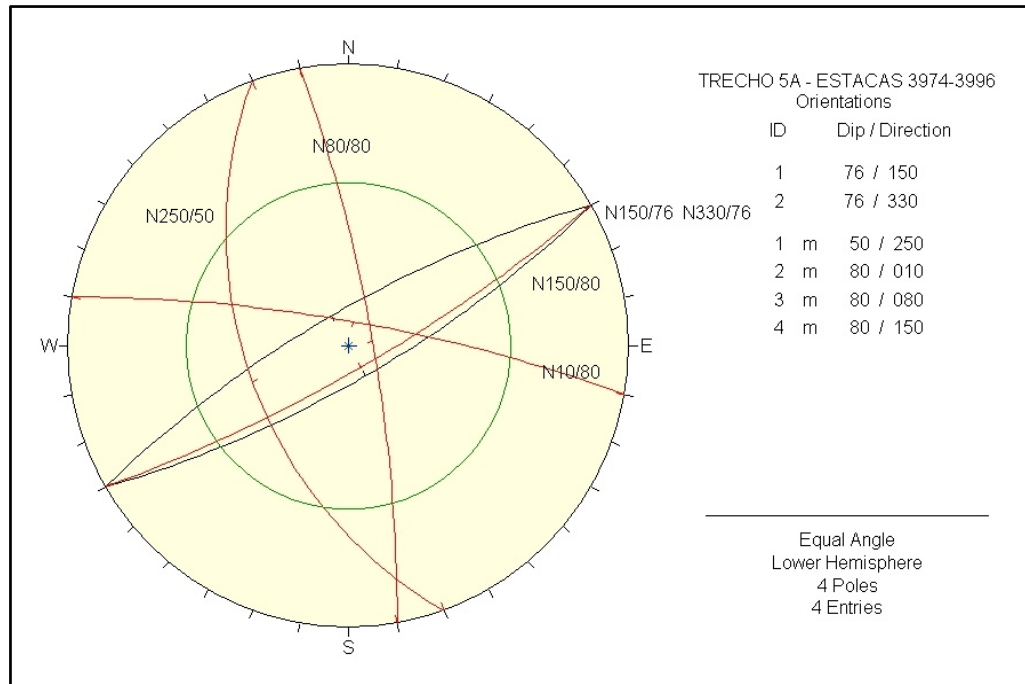 N
N80/80
N250/50
N150/76 N330/76
N150/80
W
E
N10/80
S
TRECHO 5A - ESTACAS 3974-3996
Orientations
ID Dip / Direction
1 76 / 150
2 76 / 330
1 m 50 / 250
2 m 80 / 010
3 m 80 / 080
4 m 80 / 150
Equal Angle
Lower Hemisphere
4 Poles
4 Entries